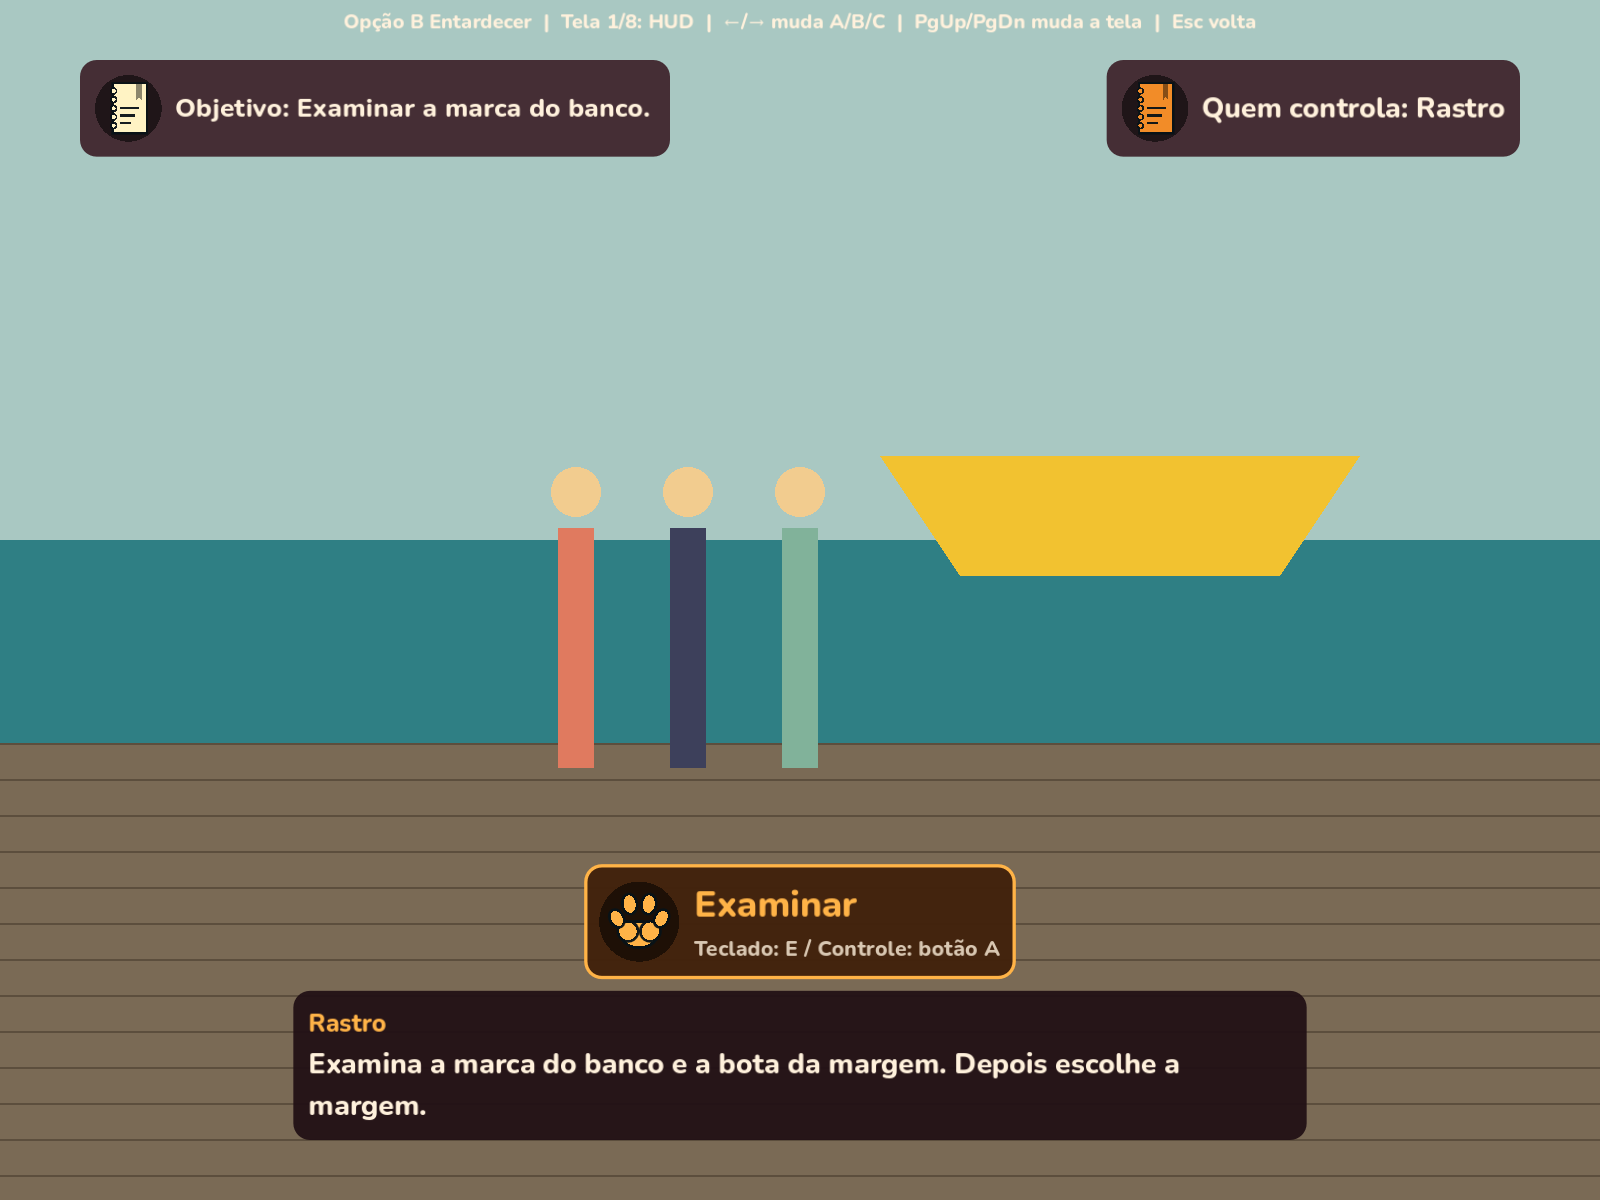 Opção B Entardecer | Tela 1/8: HUD | ←/→ muda A/B/C | PgUp/PgDn muda a tela | Esc volta
Objetivo: Examinar a marca do banco.
Quem controla: Rastro
Examinar
Teclado: E / Controle: botão A
Rastro
Examina a marca do banco e a bota da margem. Depois escolhe a
margem.